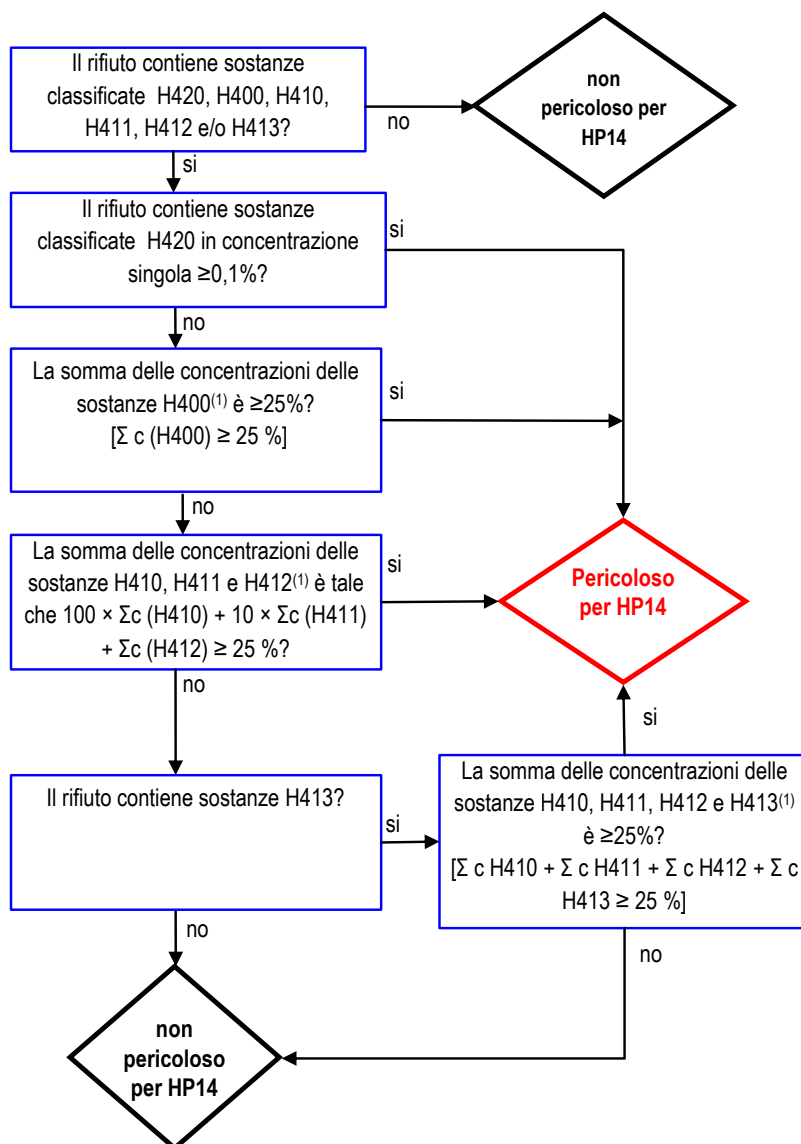 Il rifiuto contiene sostanze
classificate H420, H400, H410,
H411, H412 e/o H413?
no
non
pericoloso per
HP14
si
Il rifiuto contiene sostanze
classificate H420 in concentrazione
singola ≥0,1%?
si
no
La somma delle concentrazioni delle
sostanze H400(1) è ≥25%?
[Σ c (H400) ≥ 25 %]
si
no
La somma delle concentrazioni delle
sostanze H410, H411 e H412(1) è tale
che 100 × Σc (H410) + 10 × Σc (H411)
+ Σc (H412) ≥ 25 %?
si
Pericoloso
per HP14
no
si
Il rifiuto contiene sostanze H413?
si
La somma delle concentrazioni delle
sostanze H410, H411, H412 e H413(1)
è ≥25%?
[Σ c H410 + Σ c H411 + Σ c H412 + Σ c
H413 ≥ 25 %]
no
no
non
pericoloso
per HP14